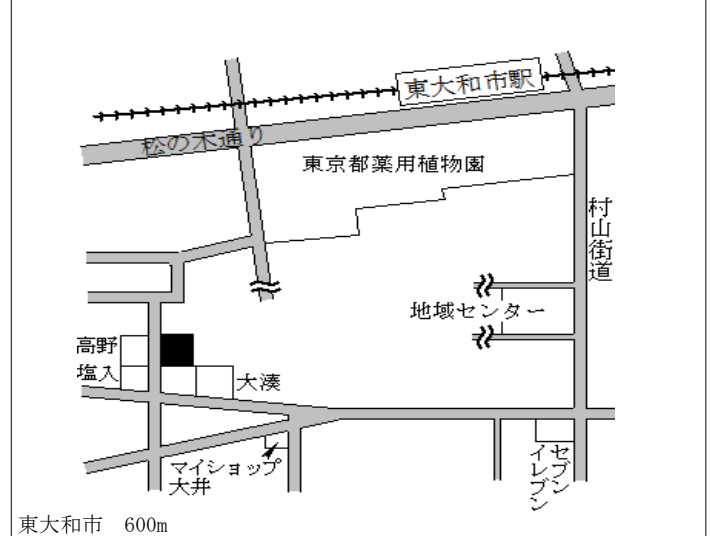 東大和市駅
松の木通り
東京都薬用植物園
村山街道
地域センター
高野
塩入
大湊
マイショップ
大井
セブン
イレブン
東大和市　600m